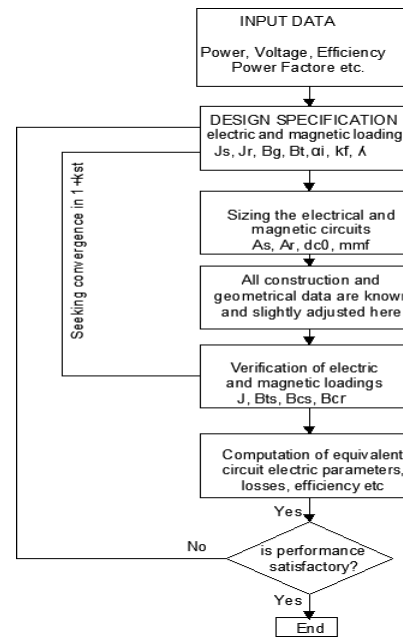 INPUT DATA
Power, Voltage, Efficiency
Power Factore etc.
DESIGN SPECIFICATION
electric and magnetic loading
Js, Jr, Bg, Bt, αi, kf, ʎ
Seeking convergence in 1+kst
Sizing the electrical and
magnetic circuits
As, Ar, dc0, mmf
All construction and
geometrical data are known
and slightly adjusted here
Verification of electric
and magnetic loadings
J, Bts, Bcs, Bcr
Computation of equivalent
circuit electric parameters,
losses, efficiency etc
Yes
No
is performance
satisfactory?
Yes
End